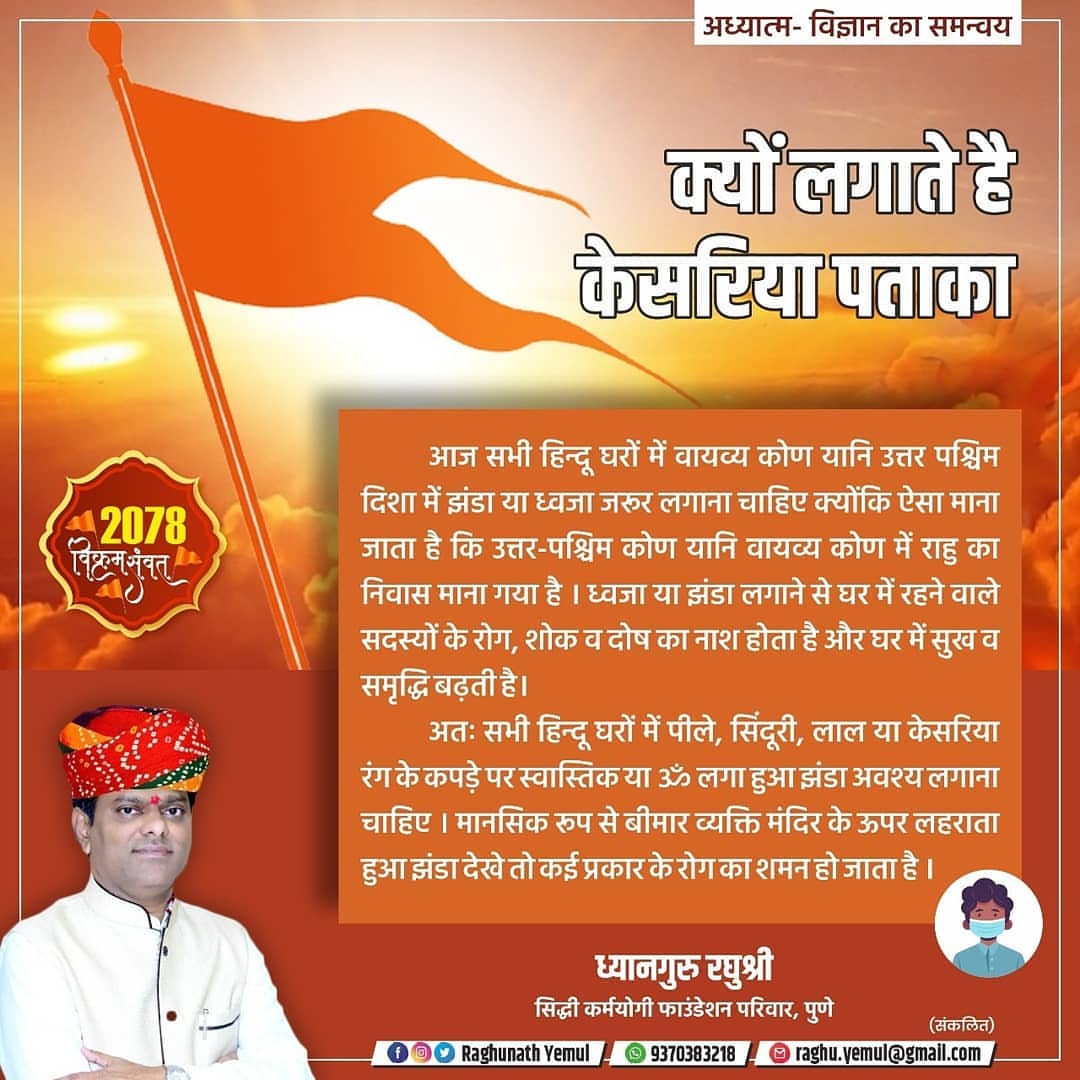 अध्यात्म- विज्ञान का समन्वय
क्यों लगाते है
केसरिया पताका
आज सभी हिन्दू घरों में वायव्य कोण यानि उत्तर पश्चिम
दिशा में झंडा या ध्वजा जरूर लगाना चाहिए क्योंकि ऐसा माना
जाता है कि उत्तर-पश्चिम कोण यानि वायव्य कोण में राहु का
निवास माना गया है । ध्वजा या झंडा लगाने से घर में रहने वाले
सदस्यों के रोग, शोक व दोष का नाश होता है और घर में सुख व
समृद्धि बढ़ती है।
अतः सभी हिन्दू घरों में पीले, सिंदूरी, लाल या केसरिया
रंग के कपड़े पर स्वास्तिक या ॐ लगा हुआ झंडा अवश्य लगाना
चाहिए । मानसिक रूप से बीमार व्यक्ति मंदिर के ऊपर लहराता
हुआ झंडा देखे तो कई प्रकार के रोग का शमन हो जाता है ।
2078
विक्रम संवत
ध्यानगुरु रघुश्री
सिद्धी कर्मयोगी फाउंडेशन परिवार, पुणे
(संकलित)
Raghunath Yemul 9370383218 raghu.yemul@gmail.com